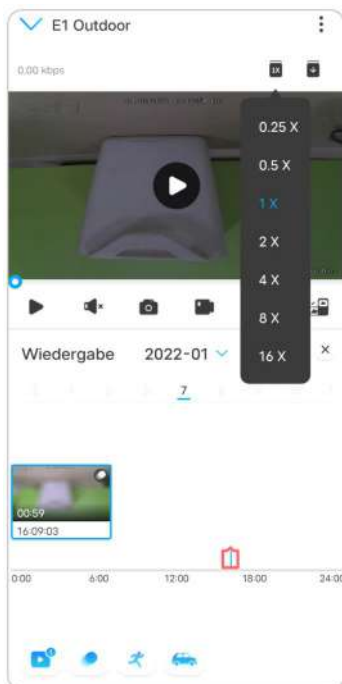 E1 Outdoor
0.00 kbps
1X
0.25 X
0.5 X
1 X
2 X
4 X
8 X
16 X
Wiedergabe 2022-01
7
00:59
16:09:03
0:00 6:00 12:00 18:00 24:00